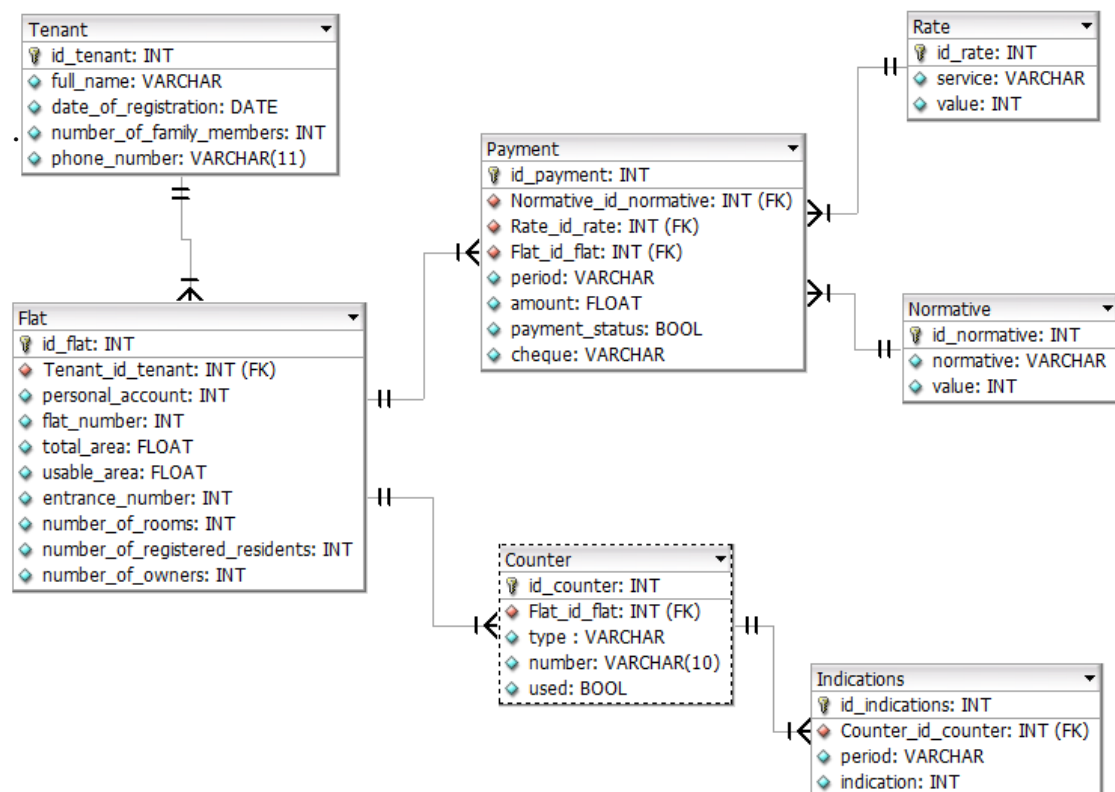 Tenant
id_tenant: INT
full_name: VARCHAR
date_of_registration: DATE
number_of_family_members: INT
phone_number: VARCHAR(11)
Rate
id_rate: INT
service: VARCHAR
value: INT
Payment
id_payment: INT
Normative_id_normative: INT (FK)
Rate_id_rate: INT (FK)
Flat_id_flat: INT (FK)
period: VARCHAR
amount: FLOAT
payment_status: BOOL
cheque: VARCHAR
Normative
id_normative: INT
normative: VARCHAR
value: INT
Flat
id_flat: INT
Tenant_id_tenant: INT (FK)
personal_account: INT
flat_number: INT
total_area: FLOAT
usable_area: FLOAT
entrance_number: INT
number_of_rooms: INT
number_of_registered_residents: INT
number_of_owners: INT
Counter
id_counter: INT
Flat_id_flat: INT (FK)
type : VARCHAR
number: VARCHAR(10)
used: BOOL
Indications
id_indications: INT
Counter_id_counter: INT (FK)
period: VARCHAR
indication: INT